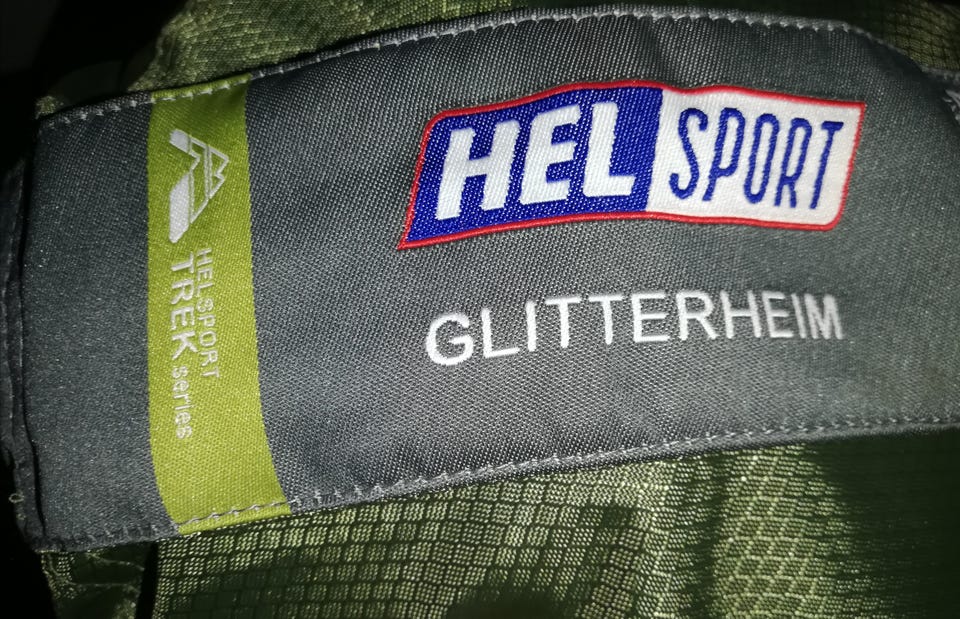 HEL SPORT
GLITTERHEIM
HELSPORT
TREK series